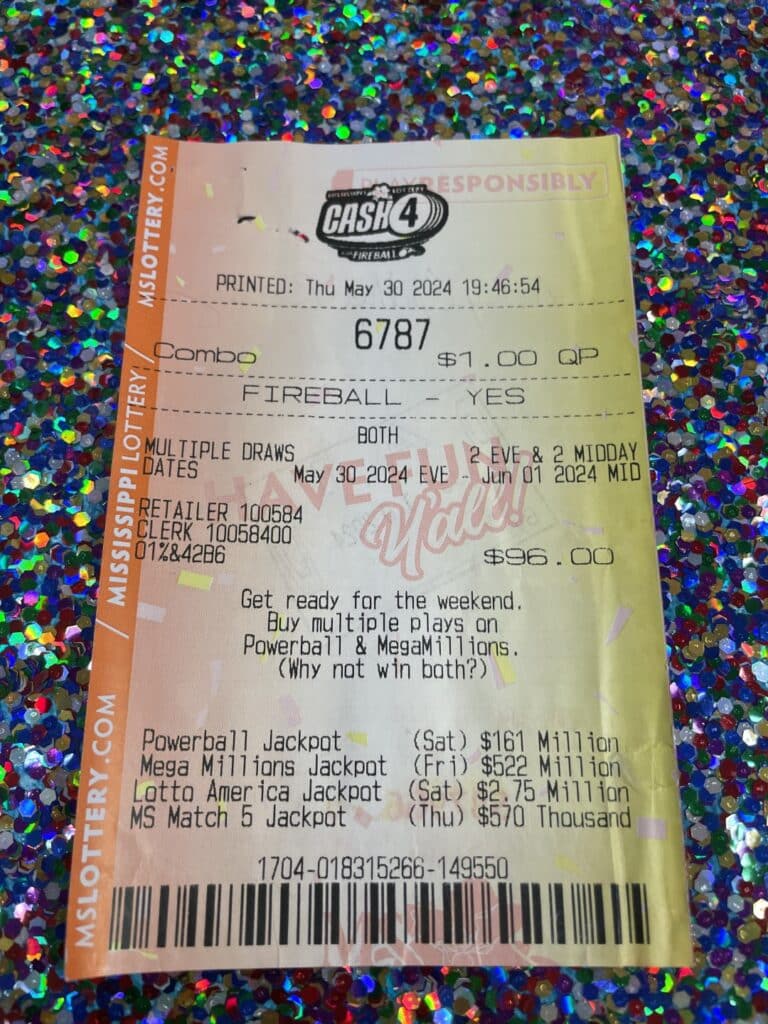 PLAY RESPONSIBLY
MISSISSIPPI LOTTERY
CASH 4
FIREBALL
PRINTED: Thu May 30 2024 19:46:54
6787
Combo $1.00 QP
FIREBALL - YES
BOTH
MULTIPLE DRAWS 2 EVE & 2 MIDDAY
DATES May 30 2024 EVE - Jun 01 2024 MID
HAVE FUN
Y'all!
RETAILER 100584
CLERK 10058400
01%&42B6
$96.00
Get ready for the weekend.
Buy multiple plays on
Powerball & MegaMillions.
(Why not win both?)
Powerball Jackpot (Sat) $161 Million
Mega Millions Jackpot (Fri) $522 Million
Lotto America Jackpot (Sat) $2.75 Million
MS Match 5 Jackpot (Thu) $570 Thousand
1704-018315266-149550
MSLOTTERY.COM / MISSISSIPPI LOTTERY / MSLOTTERY.COM